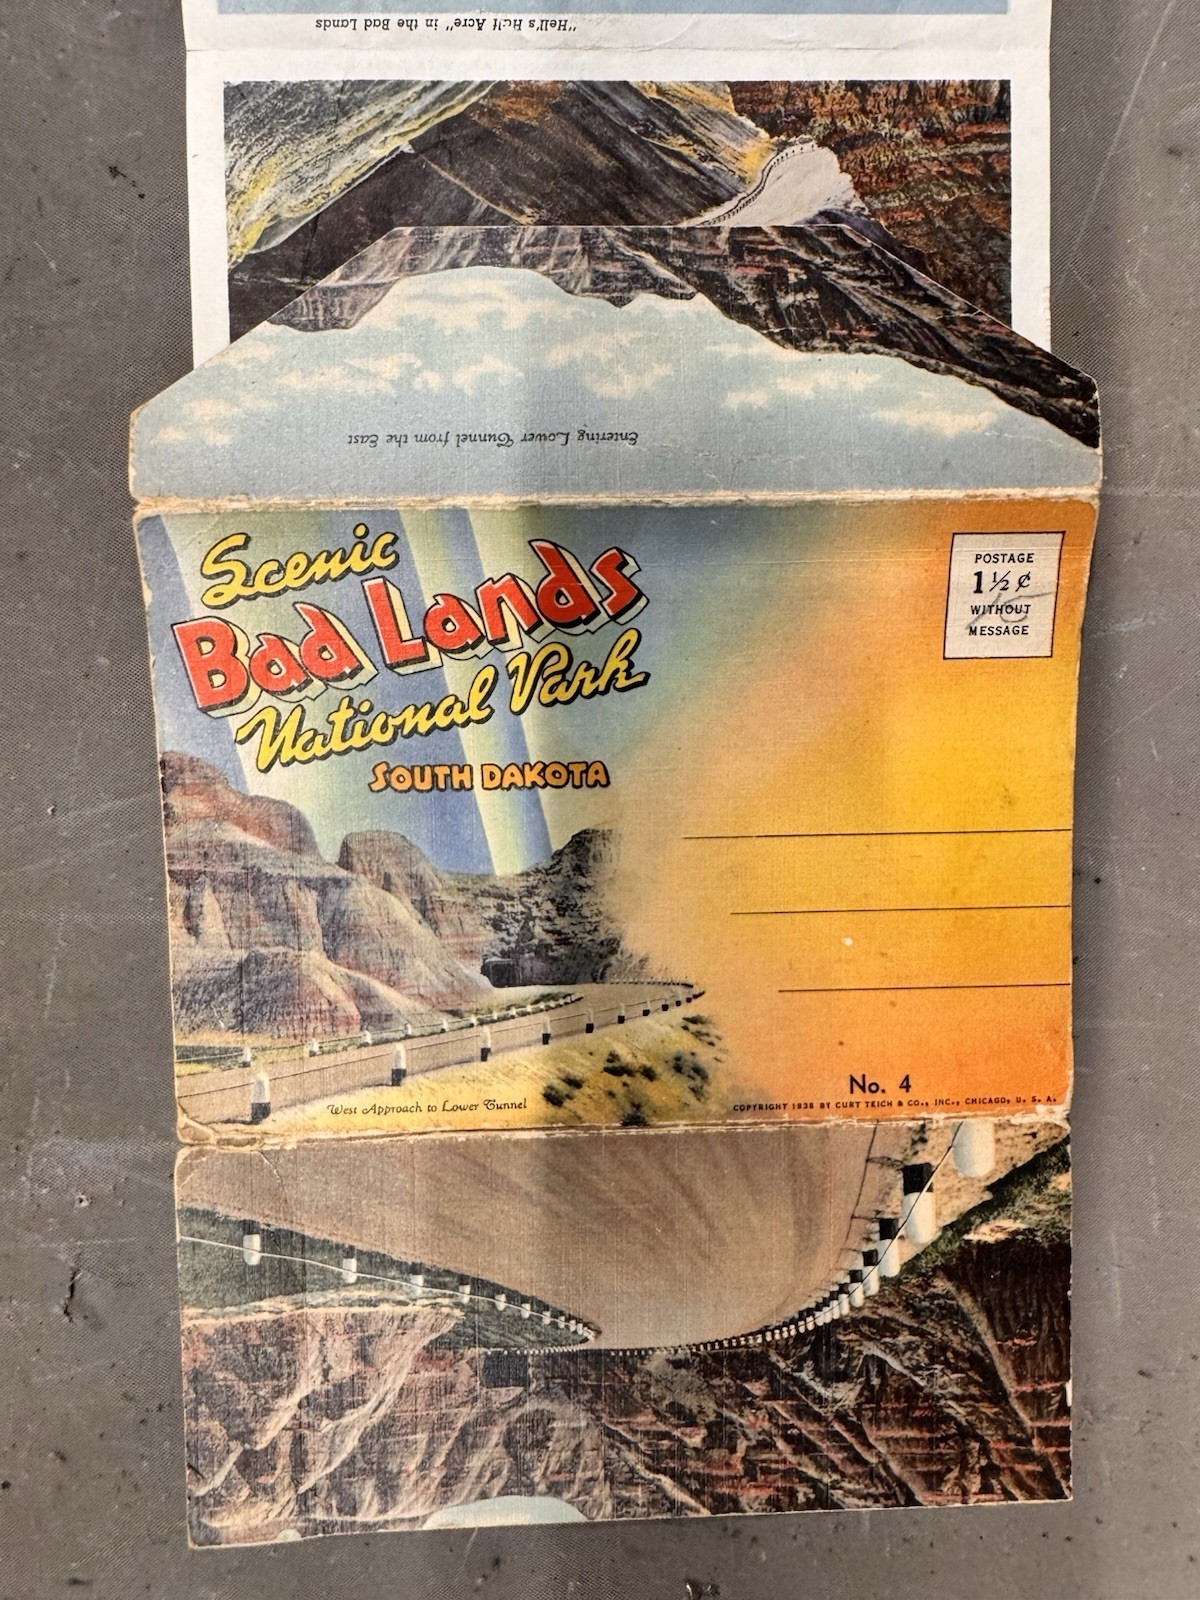 "Hell's Half Acre" in the Bad Lands
Entering Lower Tunnel from the East
Scenic
Bad Lands
National Park
SOUTH DAKOTA
POSTAGE
1½¢
WITHOUT
MESSAGE
15
West Approach to Lower Tunnel
No. 4
COPYRIGHT 1938 BY CURT TEICH & CO., INC., CHICAGO, U. S. A.